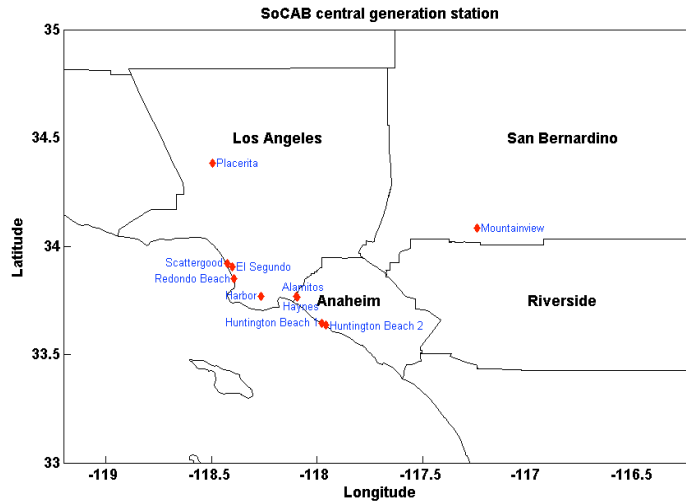 SoCAB central generation station
35
34.5
34
33.5
33
Latitude
Los Angeles
San Bernardino
Placerita
Mountainview
Scattergood
El Segundo
Redondo Beach
Harbor
Alamitos
Haynes
Anaheim
Riverside
Huntington Beach 1
Huntington Beach 2
-119
-118.5
-118
-117.5
-117
-116.5
Longitude